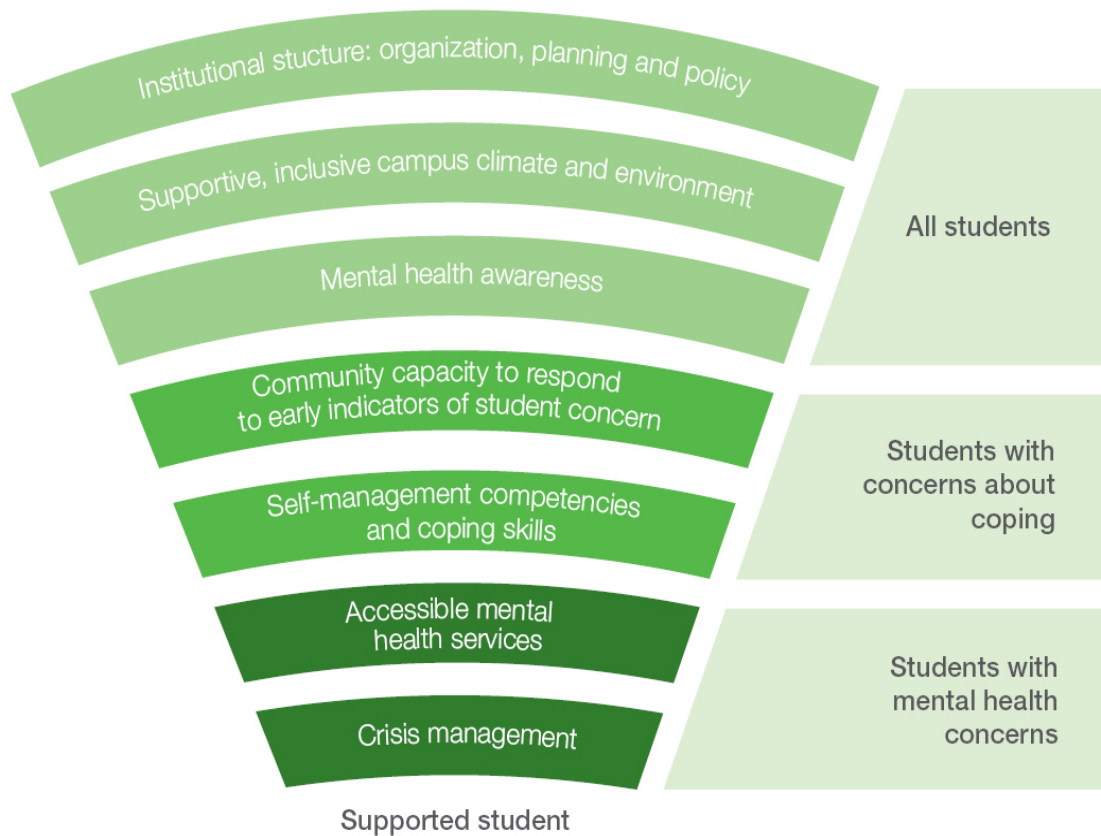 Institutional stucture: organization, planning and policy
Supportive, inclusive campus climate and environment
Mental health awareness
All students
Community capacity to respond
to early indicators of student concern
Self-management competencies
and coping skills
Students with
concerns about
coping
Accessible mental
health services
Crisis management
Students with
mental health
concerns
Supported student